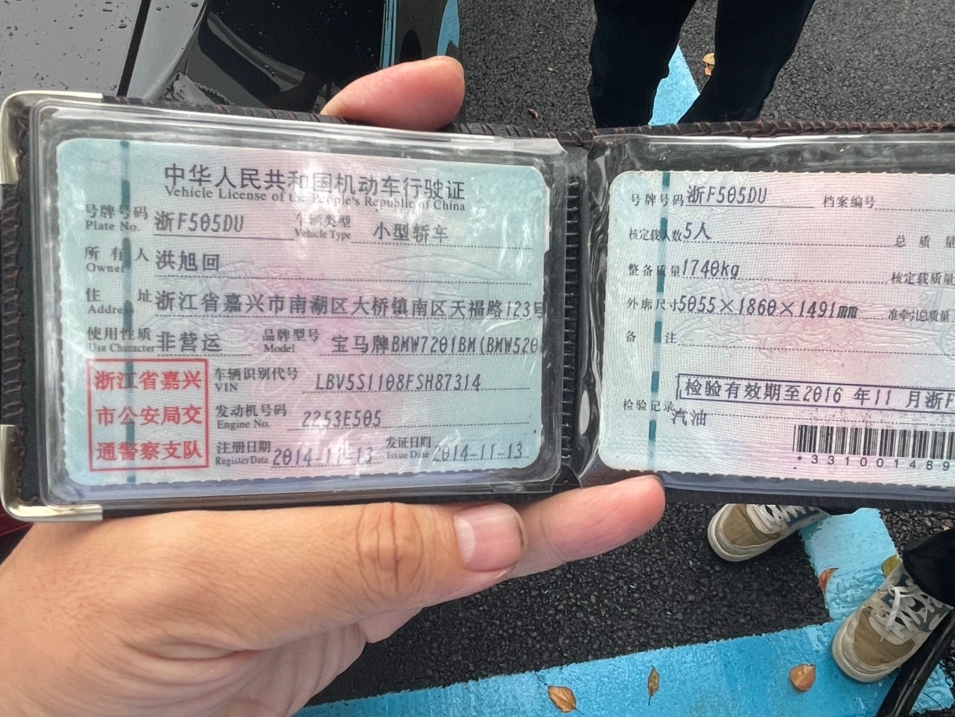 中华人民共和国机动车行驶证
Vehicle License of the People's Republic of China
号牌号码 浙F505DU 车辆类型 小型轿车
Plate No. Vehicle Type
所有人 洪旭回
Owner
住址 浙江省嘉兴市南湖区大桥镇南区天福路123号
Address
使用性质 非营运 品牌型号 宝马牌BMW7201BM(BMW520
Use Character Model
浙江省嘉兴
市公安局交
通警察支队
车辆识别代号 LBV5S1108FSH87314
VIN
发动机号码 2253E505
Engine No.
注册日期 2014-11-13 发证日期 2014-11-13
Register Date Issue Date
号牌号码 浙F505DU 档案编号
核定载人数 5人 总质量
整备质量 1740kg 核定载质量
外廓尺寸 5055×1860×1491mm 准牵引总质量
备注
检验有效期至2016 年11 月浙F
检验记录
汽油
*331001489